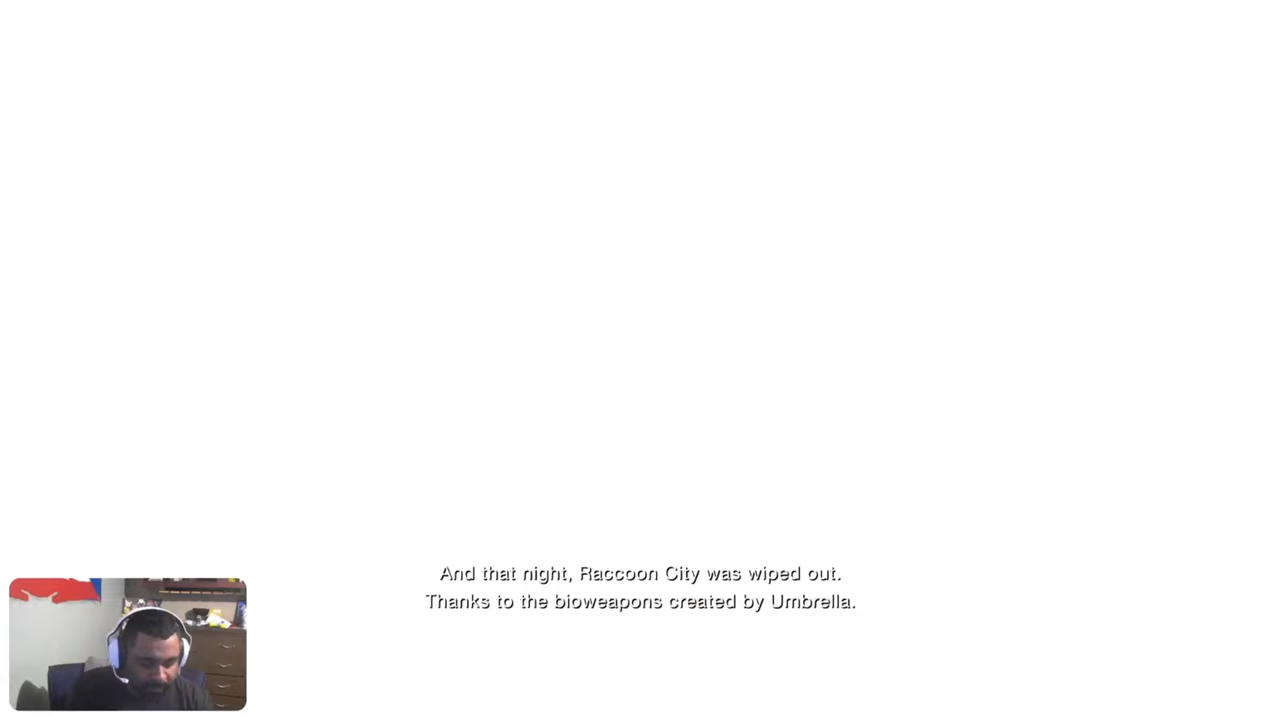 And that night, Raccoon City was wiped out.
Thanks to the bioweapons created by Umbrella.